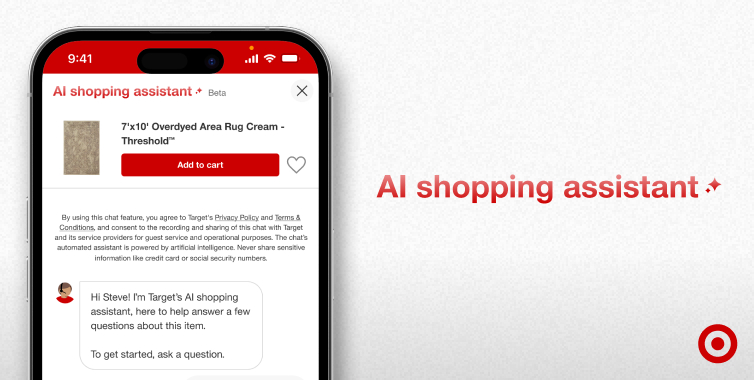 9:41
AI shopping assistant Beta
7'x10' Overdyed Area Rug Cream -
Threshold™
Add to cart
By using this chat feature, you agree to Target's Privacy Policy and Terms &
Conditions, and consent to the recording and sharing of this chat with Target
and its service providers for guest service and operational purposes. The chat's
automated assistant is powered by artificial intelligence. Never share sensitive
information like credit card or social security numbers.
Hi Steve! I'm Target's AI shopping
assistant, here to help answer a few
questions about this item.
To get started, ask a question.
AI shopping assistant